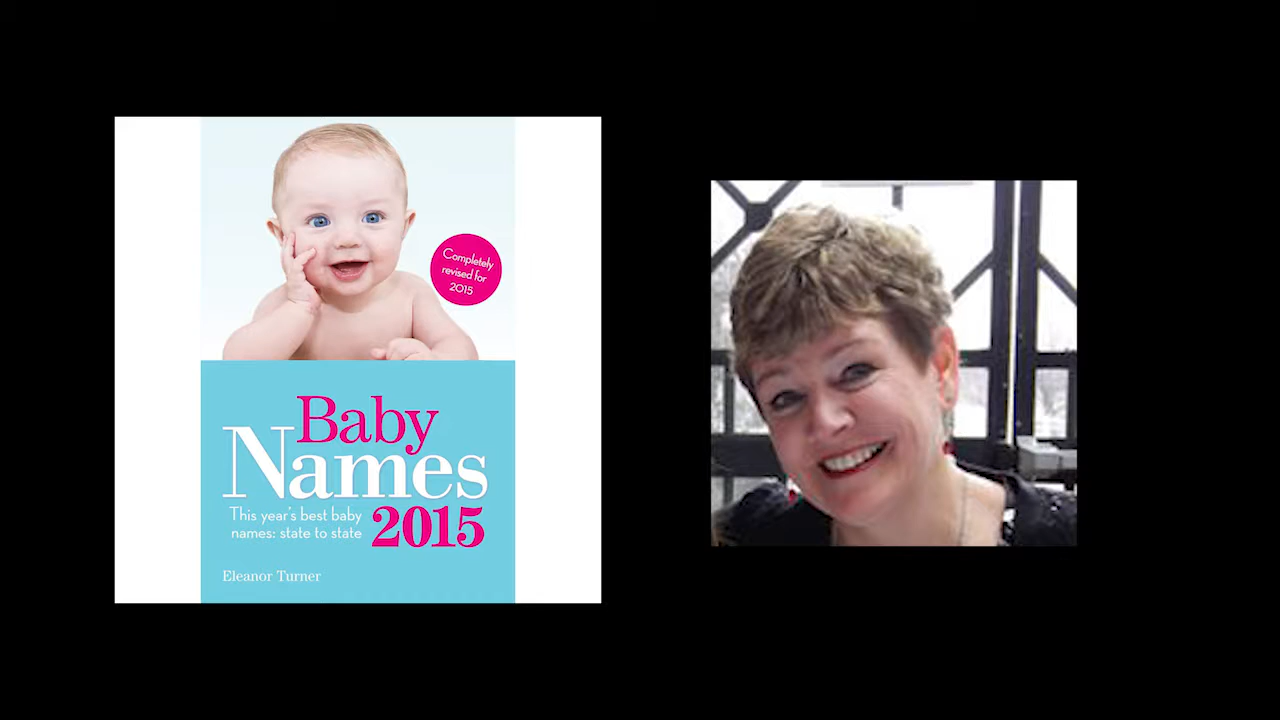 Completely
revised for
2015
Baby
Names
This year's best baby
names: state to state
2015
Eleanor Turner